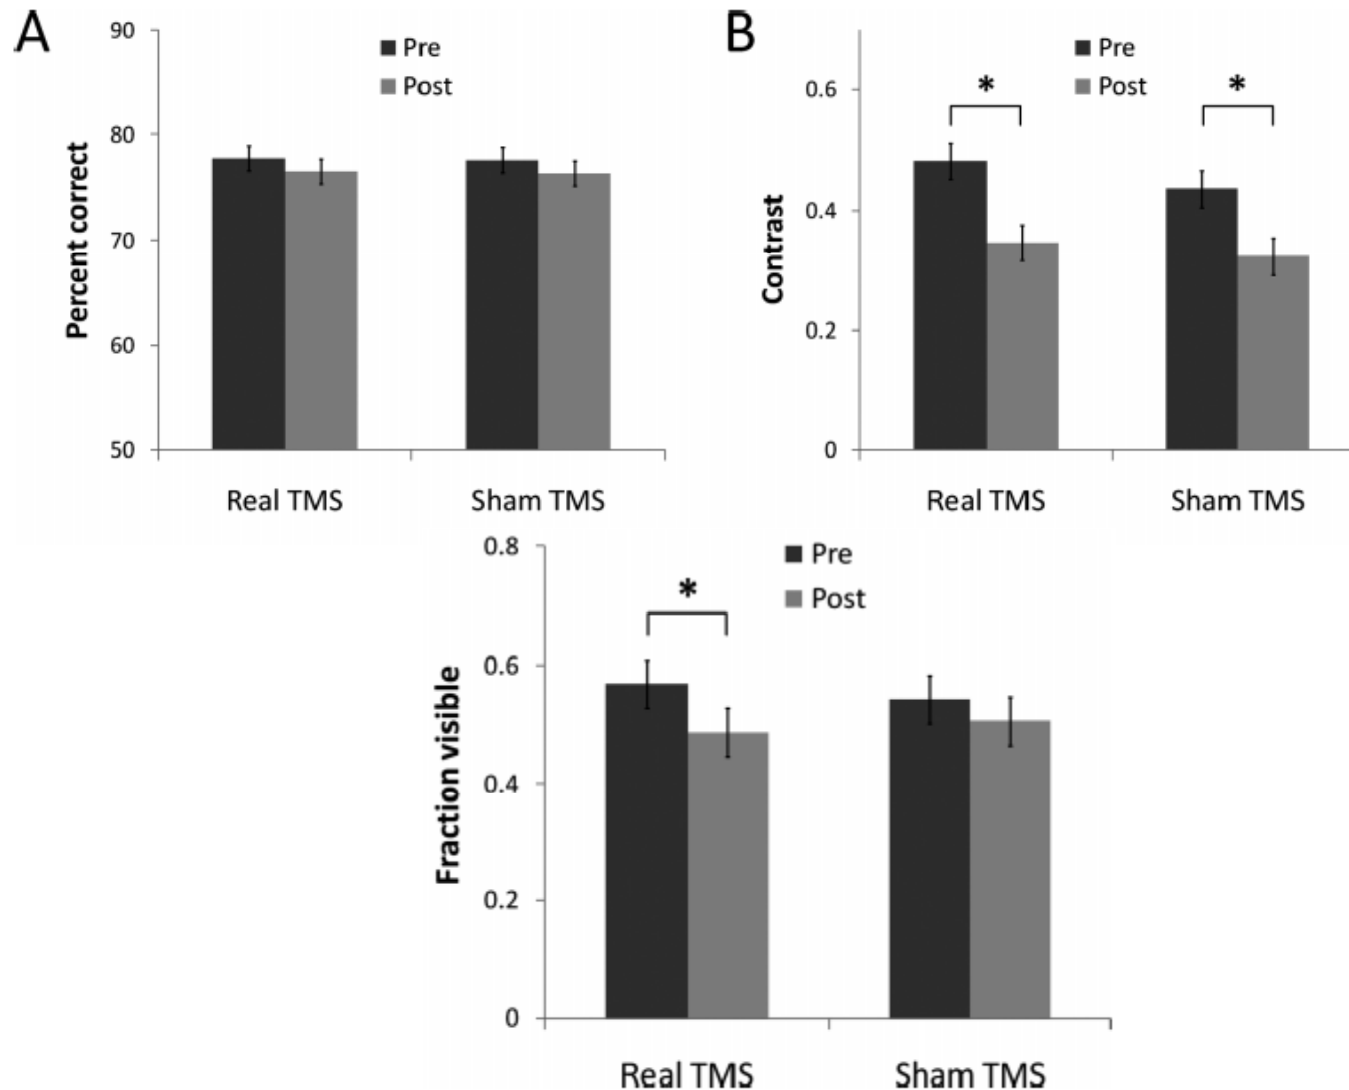 A
90
80
70
60
50
Percent correct
Pre
Post
Real TMS
Sham TMS
B
0.6
0.4
0.2
0
Contrast
Pre
Post
*
*
Real TMS
Sham TMS
0.8
0.6
0.4
0.2
0
Fraction visible
Pre
Post
*
Real TMS
Sham TMS